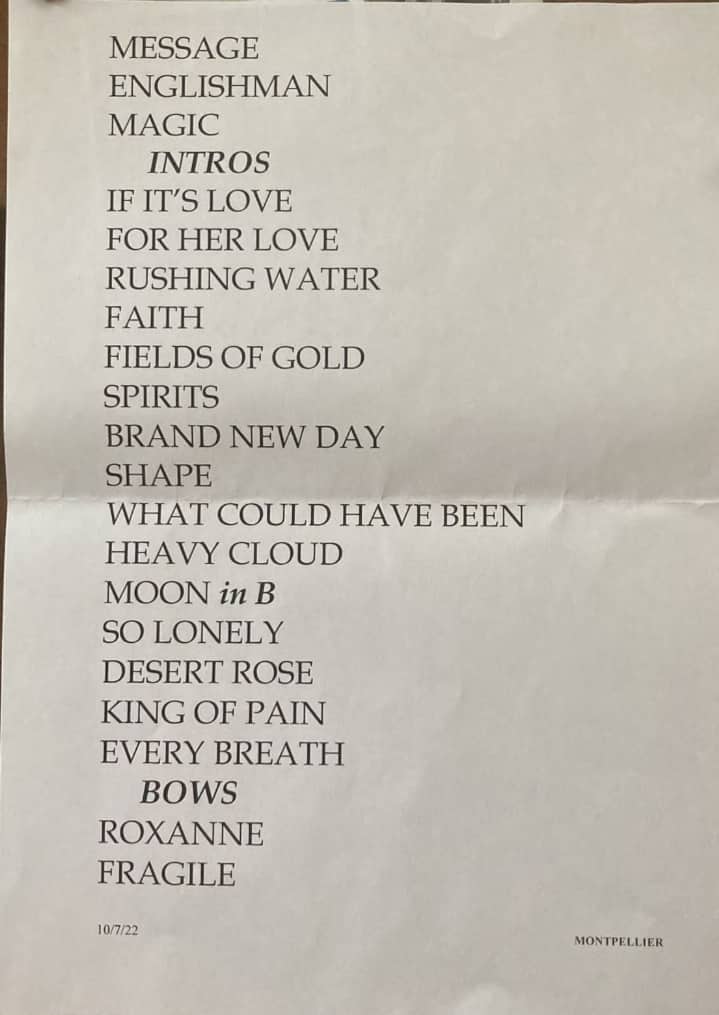 MESSAGE
ENGLISHMAN
MAGIC
INTROS
IF IT'S LOVE
FOR HER LOVE
RUSHING WATER
FAITH
FIELDS OF GOLD
SPIRITS
BRAND NEW DAY
SHAPE
WHAT COULD HAVE BEEN
HEAVY CLOUD
MOON in B
SO LONELY
DESERT ROSE
KING OF PAIN
EVERY BREATH
BOWS
ROXANNE
FRAGILE
10/7/22
MONTPELLIER